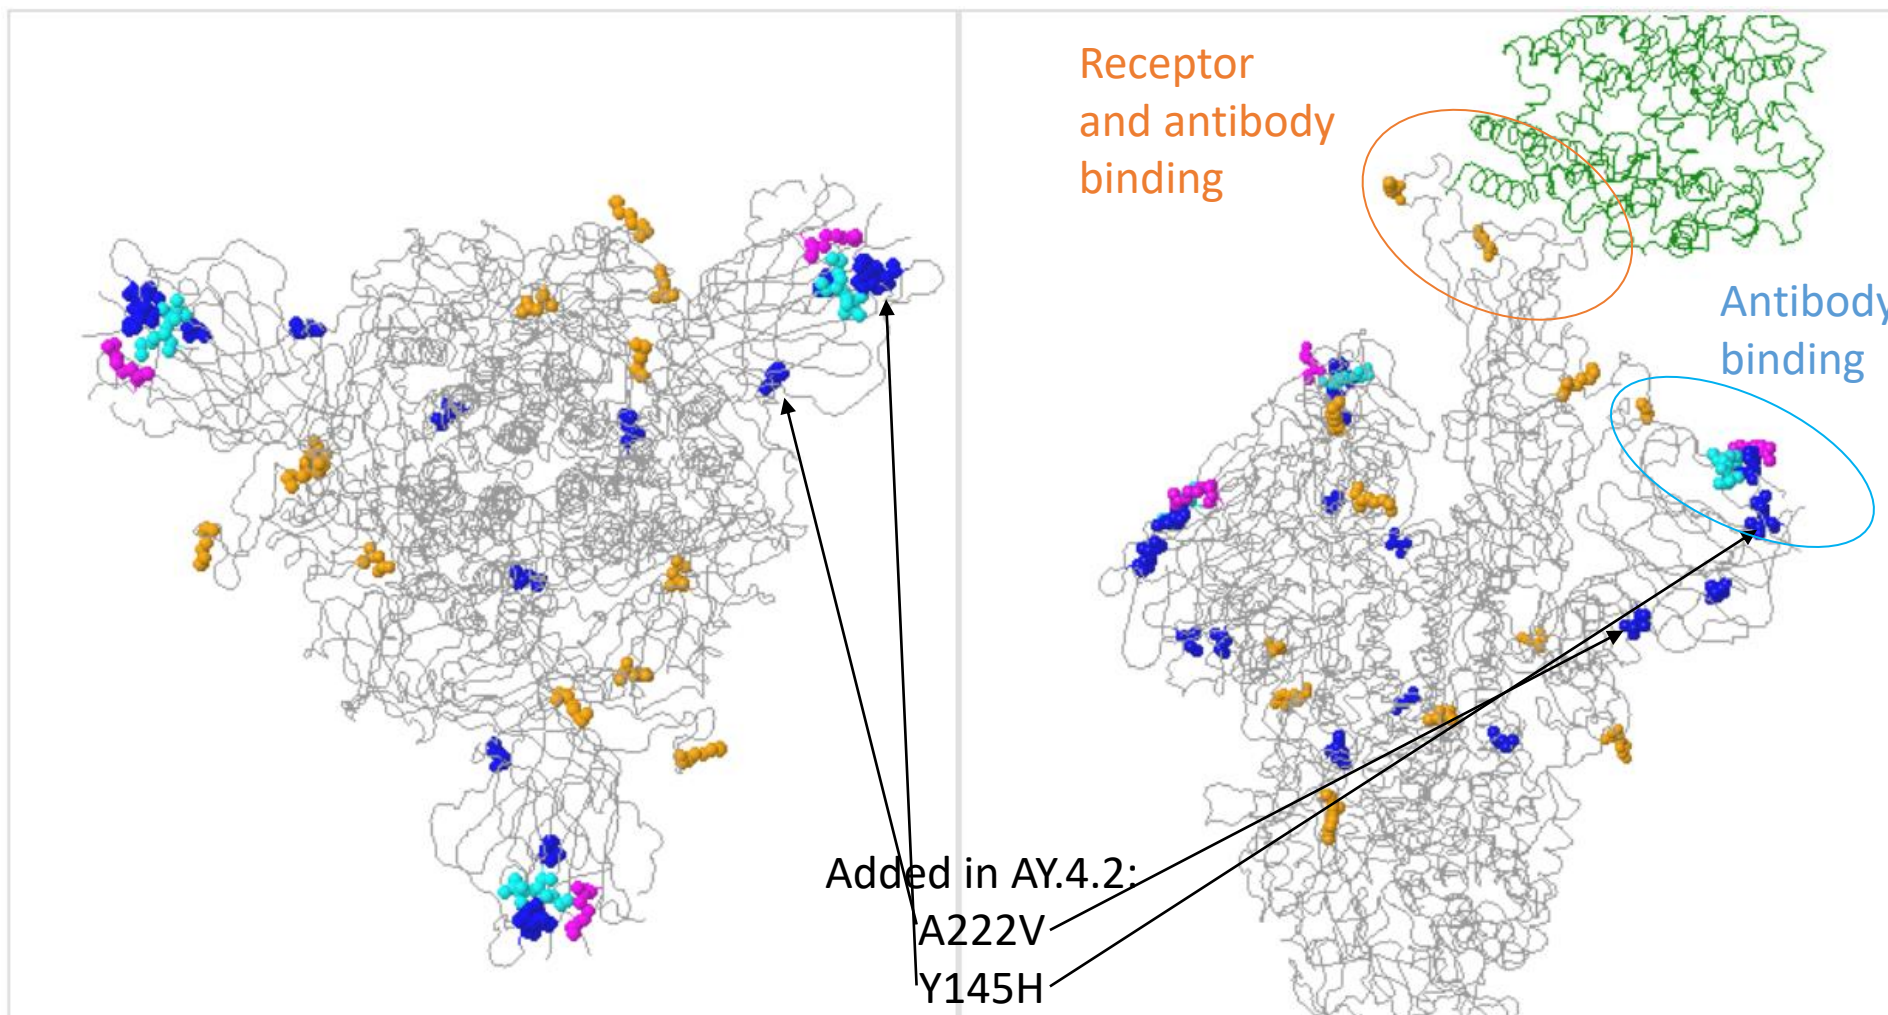 Receptor
and antibody
binding
Antibody
binding
Added in AY.4.2:
A222V
Y145H